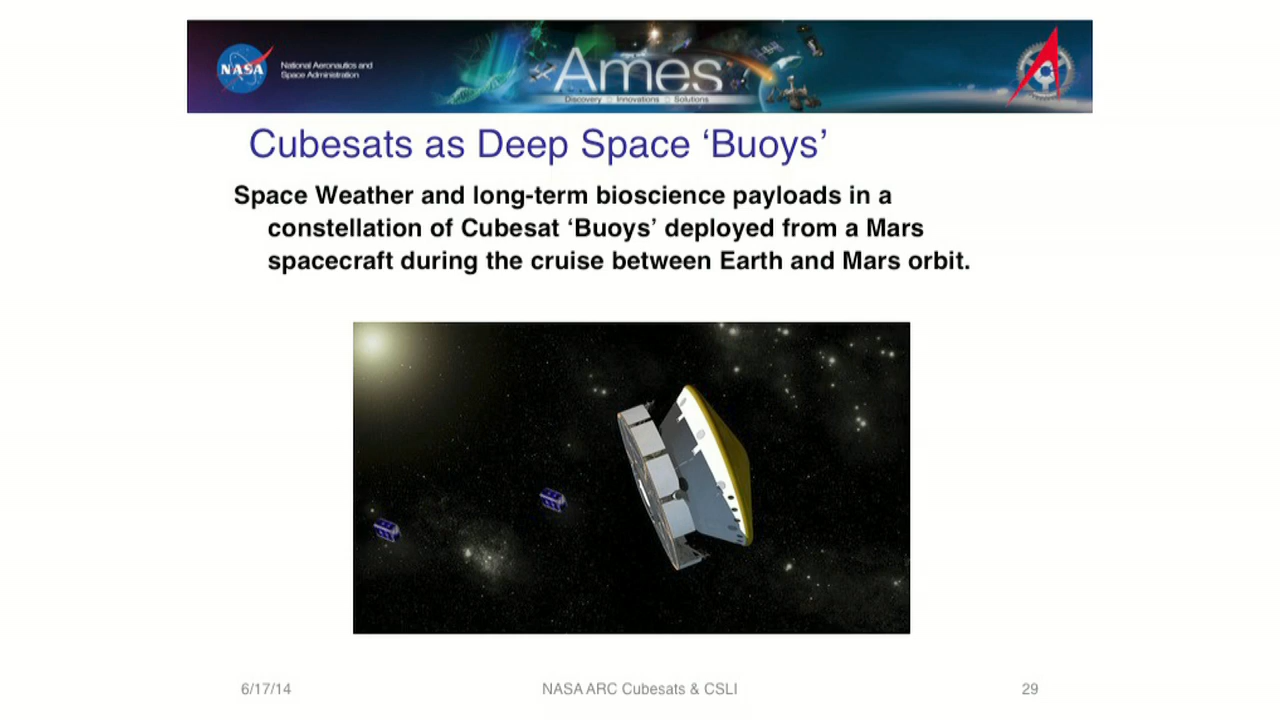 NASA
National Aeronautics and
Space Administration
Ames
Discovery Innovations Solutions
Cubesats as Deep Space ‘Buoys’
Space Weather and long-term bioscience payloads in a
constellation of Cubesat ‘Buoys’ deployed from a Mars
spacecraft during the cruise between Earth and Mars orbit.
6/17/14
NASA ARC Cubesats & CSLI
29